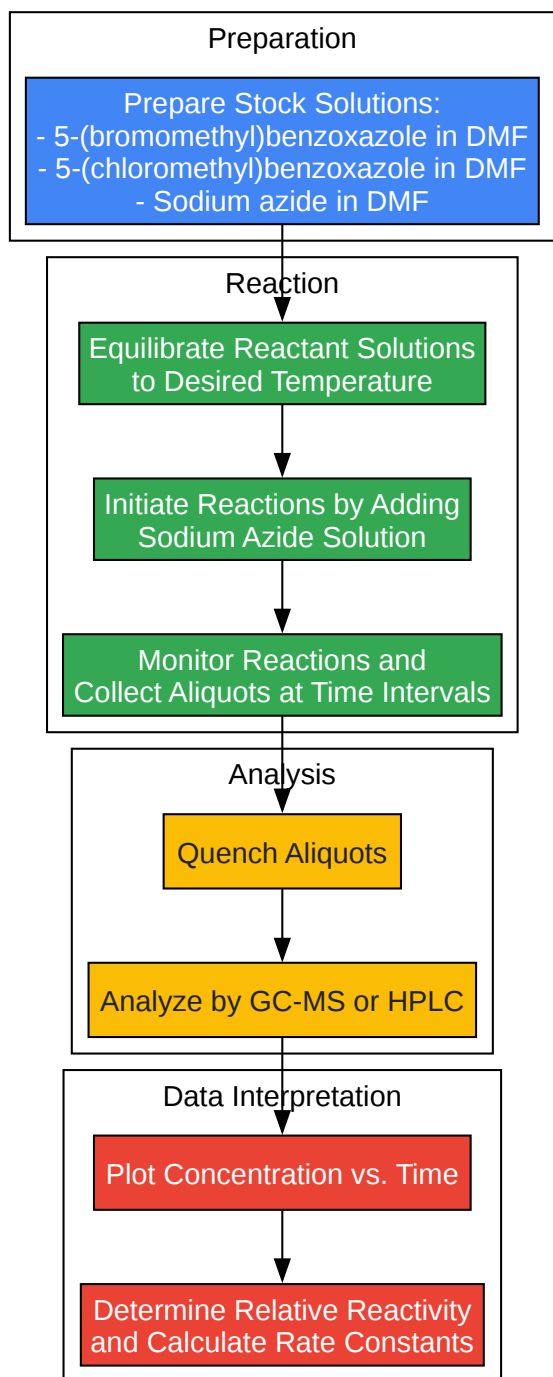 Preparation
Prepare Stock Solutions:
- 5-(bromomethyl)benzoxazole in DMF
- 5-(chloromethyl)benzoxazole in DMF
- Sodium azide in DMF
Reaction
Equilibrate Reactant Solutions
to Desired Temperature
Initiate Reactions by Adding
Sodium Azide Solution
Monitor Reactions and
Collect Aliquots at Time Intervals
Analysis
Quench Aliquots
Analyze by GC-MS or HPLC
Data Interpretation
Plot Concentration vs. Time
Determine Relative Reactivity
and Calculate Rate Constants